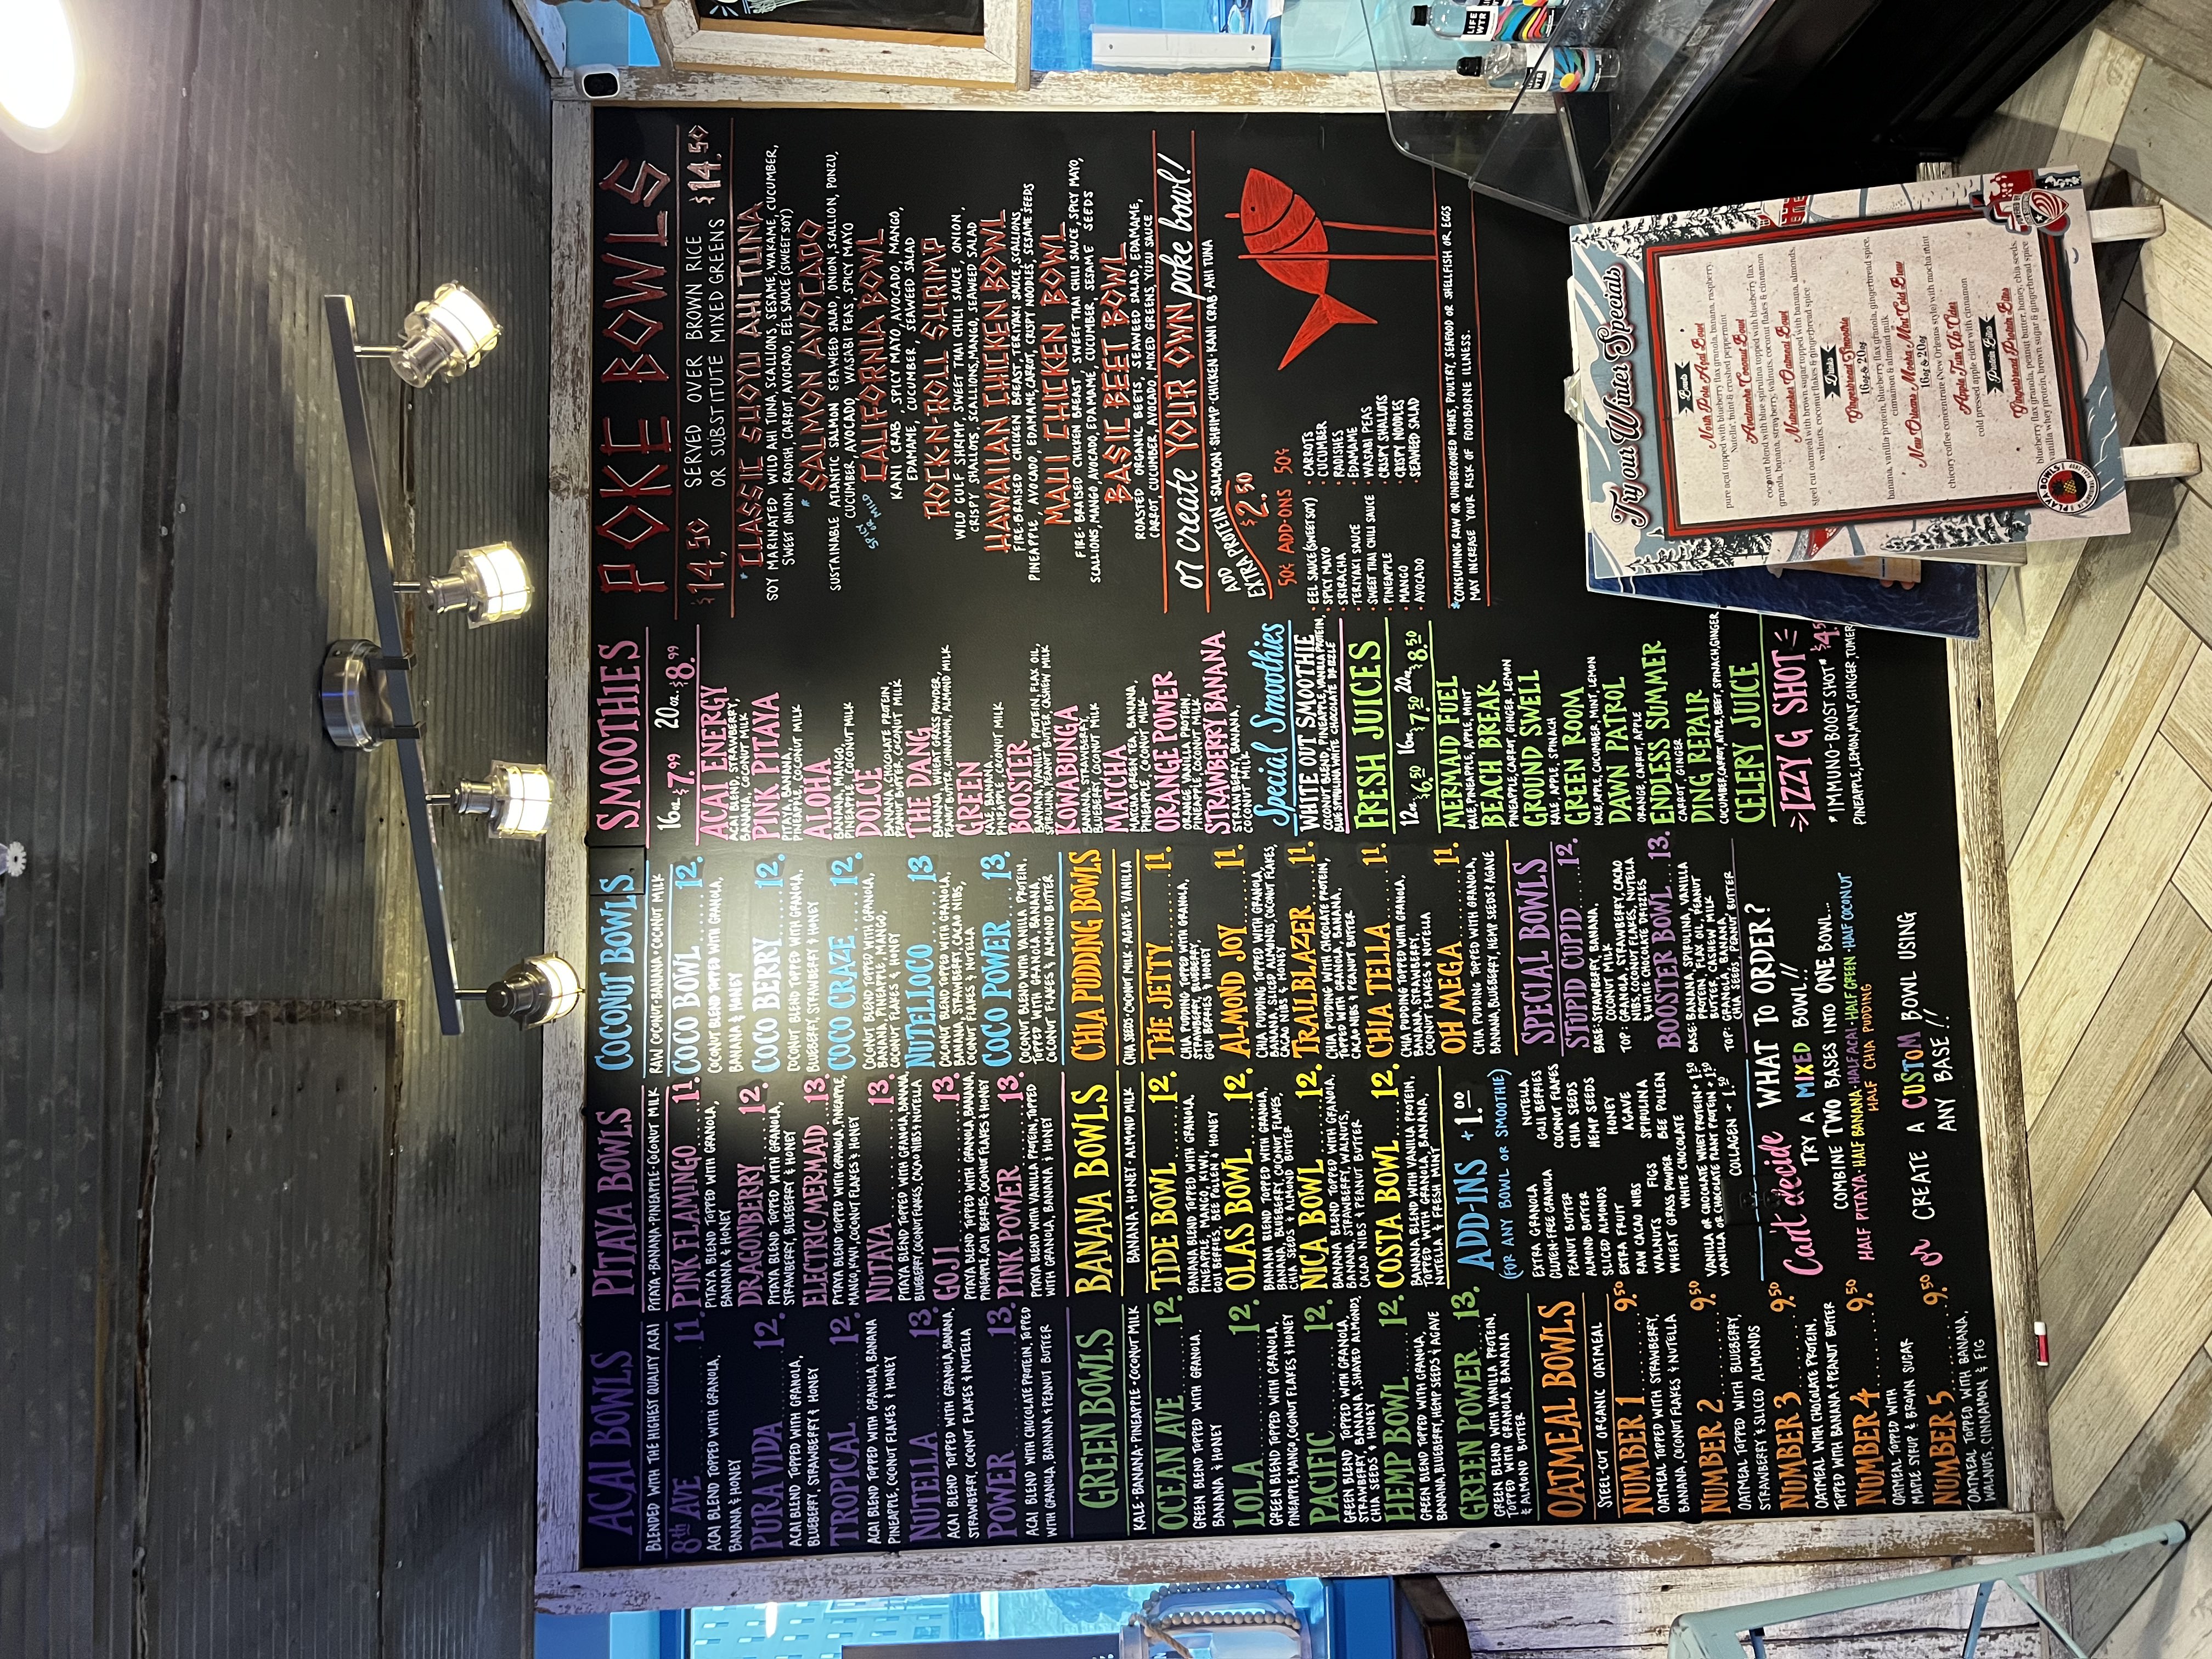 ACAI BOWLS
BLENDED WITH THE HIGHEST QUALITY ACAI
8th AVE 11.
ACAI BLEND TOPPED WITH GRANOLA,
BANANA & HONEY
PURA VIDA ...... 12.
ACAI BLEND TOPPED WITH GRANOLA,
BLUEBERRY, STRAWBERRY & HONEY
TROPICAL ...... 12.
ACAI BLEND TOPPED WITH GRANOLA, BANANA
PINEAPPLE, COCONUT FLAKES & HONEY
NUTELLA ...... 13.
ACAI BLEND TOPPED WITH GRANOLA, BANANA,
STRAWBERRY, COCONUT FLAKES & NUTELLA
POWER ...... 13.
ACAI BLEND WITH CHOCOLATE PROTEIN, TOPPED
WITH GRANOLA, BANANA & PEANUT BUTTER
GREEN BOWLS
KALE · BANANA · PINEAPPLE · COCONUT MILK
OCEAN AVE ...... 12.
GREEN BLEND TOPPED WITH GRANOLA,
BANANA & HONEY
LOLA ...... 12.
GREEN BLEND TOPPED WITH GRANOLA,
PINEAPPLE, MANGO, COCONUT FLAKES & HONEY
PACIFIC ...... 12.
GREEN BLEND TOPPED WITH GRANOLA,
STRAWBERRY, BANANA, SHAVED ALMONDS,
CHIA SEEDS & HONEY
HEMP BOWL ...... 12.
GREEN BLEND TOPPED WITH GRANOLA,
BANANA, BLUEBERRY, HEMP SEEDS & AGAVE
GREEN POWER ... 13.
GREEN BLEND WITH VANILLA PROTEIN,
TOPPED WITH GRANOLA, BANANA
& ALMOND BUTTER
OATMEAL BOWLS
STEEL-CUT ORGANIC OATMEAL
NUMBER 1 ........ 9.50
OATMEAL TOPPED WITH STRAWBERRY,
BANANA, COCONUT FLAKES & NUTELLA
NUMBER 2 ........ 9.50
OATMEAL TOPPED WITH BLUEBERRY,
STRAWBERRY & SLICED ALMONDS
NUMBER 3 ........ 9.50
OATMEAL WITH CHOCOLATE PROTEIN,
TOPPED WITH BANANA & PEANUT BUTTER
NUMBER 4 ........ 9.50
OATMEAL TOPPED WITH
MAPLE SYRUP & BROWN SUGAR
NUMBER 5 ........ 9.50
OATMEAL TOPPED WITH BANANA,
WALNUTS, CINNAMON & FIG
PITAYA BOWLS
PITAYA · BANANA · PINEAPPLE · COCONUT MILK
PINK FLAMINGO ...... 11.
PITAYA BLEND TOPPED WITH GRANOLA,
BANANA & HONEY
DRAGONBERRY ...... 12.
PITAYA BLEND TOPPED WITH GRANOLA,
STRAWBERRY, BLUEBERRY & HONEY
ELECTRIC MERMAID ... 13.
PITAYA BLEND TOPPED WITH GRANOLA, PINEAPPLE,
MANGO, KIWI, COCONUT FLAKES & HONEY
NUTAYA ...... 13.
PITAYA BLEND TOPPED WITH GRANOLA, BANANA,
BLUEBERRY, COCONUT FLAKES, CACAO NIBS & NUTELLA
GOJI ...... 13.
PITAYA BLEND TOPPED WITH GRANOLA, BANANA,
PINEAPPLE, GOJI BERRIES, COCONUT FLAKES & HONEY
PINK POWER ...... 13.
PITAYA BLEND WITH VANILLA PROTEIN, TOPPED
WITH GRANOLA, BANANA & HONEY
BANANA BOWLS
BANANA · HONEY · ALMOND MILK
TIDE BOWL ...... 12.
BANANA BLEND TOPPED WITH GRANOLA,
PINEAPPLE, MANGO, KIWI,
GOJI BERRIES, BEE POLLEN & HONEY
OLAS BOWL ...... 12.
BANANA BLEND TOPPED WITH GRANOLA,
BANANA, BLUEBERRY, COCONUT FLAKES,
CHIA SEEDS & ALMOND BUTTER
NICA BOWL ...... 12.
BANANA BLEND TOPPED WITH GRANOLA,
BANANA, STRAWBERRY, WALNUTS,
CACAO NIBS & PEANUT BUTTER
COSTA BOWL ..... 12.
BANANA BLEND WITH VANILLA PROTEIN,
TOPPED WITH GRANOLA, BANANA,
NUTELLA & FRESH MINT
ADD-INS +1.00
(FOR ANY BOWL OR SMOOTHIE)
EXTRA GRANOLA
GLUTEN-FREE GRANOLA
PEANUT BUTTER
ALMOND BUTTER
SLICED ALMONDS
EXTRA FRUIT
RAW CACAO NIBS
WALNUTS FIGS
WHEAT GRASS POWDER
NUTELLA
GOJI BERRIES
COCONUT FLAKES
CHIA SEEDS
HEMP SEEDS
HONEY
AGAVE
SPIRULINA
BEE POLLEN
WHITE CHOCOLATE
VANILLA OR CHOCOLATE WHEY PROTEIN + 1.50
VANILLA OR CHOCOLATE PLANT PROTEIN + 1.50
COLLAGEN + 1.50
COCONUT BOWLS
RAW COCONUT · BANANA · COCONUT MILK
COCO BOWL 12.
COCONUT BLEND TOPPED WITH GRANOLA,
BANANA & HONEY
COCO BERRY ...... 12.
COCONUT BLEND TOPPED WITH GRANOLA,
BLUEBERRY, STRAWBERRY & HONEY
COCO CRAZE ...... 12.
COCONUT BLEND TOPPED WITH GRANOLA,
BANANA, PINEAPPLE, MANGO,
COCONUT FLAKES & HONEY
NUTELLOCO 13
COCONUT BLEND TOPPED WITH GRANOLA,
BANANA, STRAWBERRY, CACAO NIBS,
COCONUT FLAKES & NUTELLA
COCO POWER ..... 13.
COCONUT BLEND WITH VANILLA PROTEIN,
TOPPED WITH GRANOLA, BANANA,
COCONUT FLAKES & ALMOND BUTTER
CHIA PUDDING BOWLS
CHIA SEEDS · COCONUT MILK · AGAVE · VANILLA
THE JETTY ...... 11.
CHIA PUDDING TOPPED WITH GRANOLA,
STRAWBERRY, BLUEBERRY,
GOJI BERRIES & HONEY
ALMOND JOY ..... 11.
CHIA PUDDING TOPPED WITH GRANOLA,
BANANA, SLICED ALMONDS, COCONUT FLAKES,
CACAO NIBS & HONEY
TRAILBLAZER ..... 11.
CHIA PUDDING WITH CHOCOLATE PROTEIN,
TOPPED WITH GRANOLA, BANANA,
CACAO NIBS & PEANUT BUTTER
CHIA TELLA ...... 11.
CHIA PUDDING TOPPED WITH GRANOLA,
BANANA, STRAWBERRY,
COCONUT FLAKES & NUTELLA
OH MEGA ...... 11.
CHIA PUDDING TOPPED WITH GRANOLA,
BANANA, BLUEBERRY, HEMP SEEDS & AGAVE
SPECIAL BOWLS
STUPID CUPID ..... 12.
BASE: STRAWBERRY, BANANA,
COCONUT MILK
TOP: GRANOLA, STRAWBERRY, CACAO
NIBS, COCONUT FLAKES, NUTELLA
& WHITE CHOCOLATE DRIZZLES
BOOSTER BOWL ... 13.
BASE: BANANA, SPIRULINA, VANILLA
PROTEIN, FLAX OIL, PEANUT
BUTTER, CASHEW MILK
TOP: GRANOLA, BANANA,
CHIA SEEDS, PEANUT BUTTER
Can't decide WHAT TO ORDER?
TRY A MIXED BOWL!!
COMBINE TWO BASES INTO ONE BOWL...
HALF PITAYA · HALF BANANA · HALF ACAI · HALF GREEN · HALF COCONUT
HALF CHIA PUDDING
or CREATE A CUSTOM BOWL USING
ANY BASE!!
SMOOTHIES
16oz. $7.99 20oz. $8.99
ACAI ENERGY
ACAI BLEND, STRAWBERRY,
BANANA, COCONUT MILK
PINK PITAYA
PITAYA, BANANA,
PINEAPPLE, COCONUT MILK
ALOHA
BANANA, MANGO,
PINEAPPLE, COCONUT MILK
DOLCE
BANANA, CHOCOLATE PROTEIN,
PEANUT BUTTER, COCONUT MILK
THE DANG
BANANA, WHEAT GRASS POWDER,
PEANUT BUTTER, CINNAMON, ALMOND MILK
GREEN
KALE, BANANA,
PINEAPPLE, COCONUT MILK
BOOSTER
BANANA, VANILLA PROTEIN, FLAX OIL,
SPIRULINA, PEANUT BUTTER, CASHEW MILK
KOWABUNGA
BANANA, STRAWBERRY,
BLUEBERRY, COCONUT MILK
MATCHA
MATCHA GREEN TEA, BANANA,
PINEAPPLE, COCONUT MILK
ORANGE POWER
ORANGE, VANILLA PROTEIN,
PINEAPPLE, COCONUT MILK
STRAWBERRY BANANA
STRAWBERRY, BANANA,
COCONUT MILK
Special Smoothies
WHITE OUT SMOOTHIE
COCONUT BLEND, PINEAPPLE, VANILLA PROTEIN,
BLUE SPIRULINA WHITE CHOCOLATE DRIZZLE
FRESH JUICES
12oz. $6.50 16oz. $7.50 20oz. $8.50
MERMAID FUEL
KALE, PINEAPPLE, APPLE, MINT
BEACH BREAK
PINEAPPLE, CARROT, GINGER, LEMON
GROUND SWELL
KALE, APPLE, SPINACH
GREEN ROOM
KALE, APPLE, CUCUMBER, MINT, LEMON
DAWN PATROL
ORANGE, CARROT, APPLE
ENDLESS SUMMER
CARROT, GINGER
DING REPAIR
CUCUMBER, CARROT, APPLE, BEET, SPINACH, GINGER
CELERY JUICE
IZZY G SHOT
*IMMUNO-BOOST SHOT* $4.5
PINEAPPLE, LEMON, MINT, GINGER, TUMER
POKE BOWLS
$14.50 SERVED OVER BROWN RICE $14.50
OR SUBSTITUTE MIXED GREENS
* CLASSIC SHOYU AHI TUNA
SOY MARINATED WILD AHI TUNA, SCALLIONS, SESAME, WAKAME, CUCUMBER,
SWEET ONION, RADISH, CARROT, AVOCADO, EEL SAUCE (SWEET SOY)
* SALMON AVOCADO
SUSTAINABLE ATLANTIC SALMON SEAWEED SALAD, ONION, SCALLION, PONZU,
CUCUMBER, AVOCADO, WASABI PEAS, SPICY MAYO
SPICY OR MILD CALIFORNIA BOWL
KANI CRAB, SPICY MAYO, AVOCADO, MANGO,
EDAMAME, CUCUMBER, SEAWEED SALAD
ROCK-N-ROLL SHRIMP
WILD GULF SHRIMP, SWEET THAI CHILI SAUCE, ONION,
CRISPY SHALLOTS, SCALLIONS, MANGO, SEAWEED SALAD
HAWAIIAN CHICKEN BOWL
FIRE-BRAISED CHICKEN BREAST, TERIYAKI SAUCE, SCALLIONS,
PINEAPPLE, AVOCADO, EDAMAME, CARROT, CRISPY NOODLES, SESAME SEEDS
MAUI CHICKEN BOWL
FIRE-BRAISED CHICKEN BREAST, SWEET THAI CHILI SAUCE, SPICY MAYO,
SCALLIONS, MANGO, AVOCADO, EDAMAME, CUCUMBER, SESAME SEEDS
BASIC BEET BOWL
ROASTED ORGANIC BEETS, SEAWEED SALAD, EDAMAME,
CARROT, CUCUMBER, AVOCADO, MIXED GREENS, YUZU SAUCE
or create YOUR OWN poke bowl!
ADD EXTRA PROTEIN · SALMON · SHRIMP · CHICKEN · KANI CRAB · AHI TUNA
$2.50
50¢ ADD-ONS 50¢
· EEL SAUCE (SWEET SOY)
· SPICY MAYO
· SRIRACHA
· TERIYAKI SAUCE
· SWEET THAI CHILI SAUCE
· PINEAPPLE
· MANGO
· AVOCADO
· CARROTS
· CUCUMBER
· RADISHES
· EDAMAME
· WASABI PEAS
· CRISPY SHALLOTS
· CRISPY NOODLES
· SEAWEED SALAD
*CONSUMING RAW OR UNDERCOOKED MEATS, POULTRY, SEAFOOD OR SHELLFISH OR EGGS
MAY INCREASE YOUR RISK OF FOODBORNE ILLNESS.
Try our Winter Specials
Bowls
North Pole Açaí Bowl
pure açaí topped with blueberry flax granola, banana, raspberry,
Nutella, mint & crushed peppermint
Avalanche Coconut Bowl
coconut blend with blue spirulina topped with blueberry flax
granola, banana, strawberry, walnuts, coconut flakes & cinnamon
Nutcracker Oatmeal Bowl
steel cut oatmeal with brown sugar topped with banana, almonds,
walnuts, coconut flakes & gingerbread spice
Drinks
Gingerbread Smoothie
16oz & 20oz
banana, vanilla protein, blueberry flax granola, gingerbread spice,
cinnamon & almond milk
New Orleans Mocha Mint Cold Brew
16oz & 20oz
chicory coffee concentrate (New Orleans style) with mocha mint
Apple Turn Up Cider
cold pressed apple cider with cinnamon
Protein Bites
Gingerbread Protein Bites
blueberry flax granola, peanut butter, honey, chia seeds,
vanilla whey protein, brown sugar & gingerbread spice
PLAYA BOWLS
LIFE
WTR
LIFE
WTR